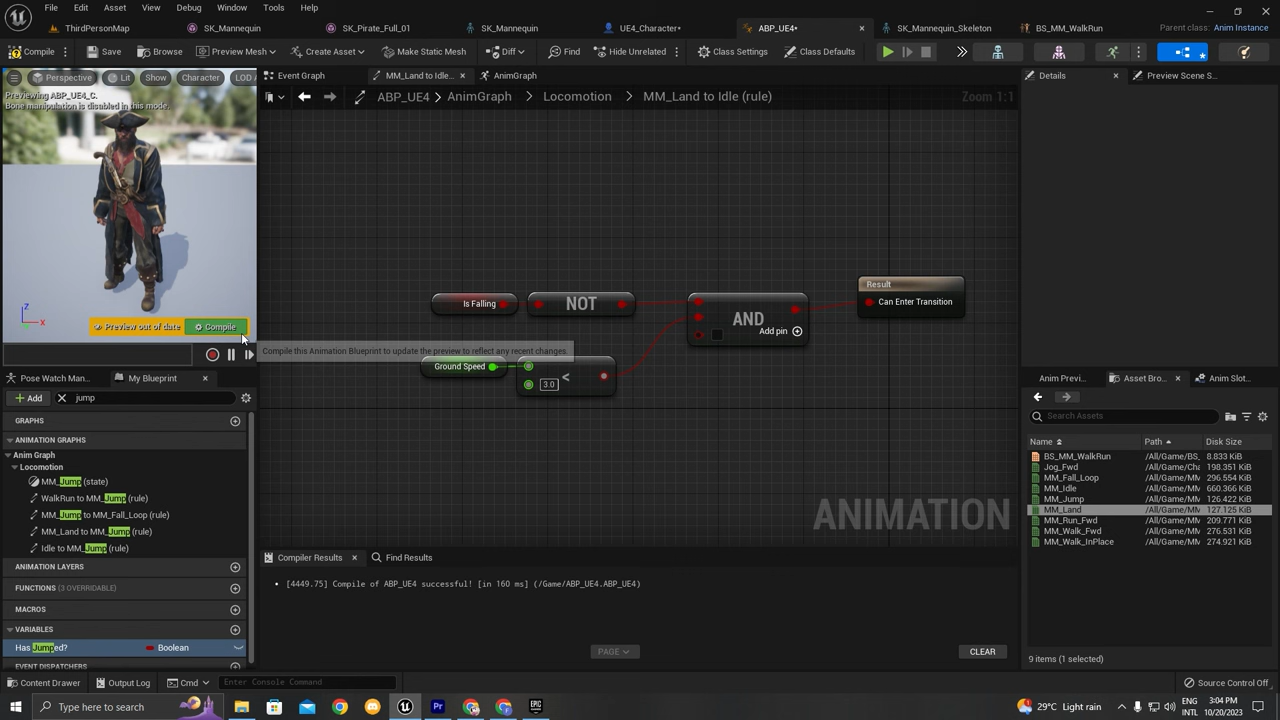 File Edit Asset View Debug Window Tools Help
ThirdPersonMap SK_Mannequin SK_Pirate_Full_01 SK_Mannequin UE4_Character• ABP_UE4• SK_Mannequin_Skeleton BS_MM_WalkRun Parent class: Anim Instance
Compile Save Browse Preview Mesh Create Asset Make Static Mesh Diff Find Hide Unrelated Class Settings Class Defaults
Perspective Lit Show Character LOD A
Previewing ABP_UE4_C.
Bone manipulation is disabled in this mode.
Z
X
Preview out of date Compile
Event Graph MM_Land to Idle... AnimGraph
ABP_UE4 > AnimGraph > Locomotion > MM_Land to Idle (rule) Zoom 1:1
Is Falling
NOT
AND
Add pin
Result
Can Enter Transition
Compile this Animation Blueprint to update the preview to reflect any recent changes.
Ground Speed
3.0
<
ANIMATION
Pose Watch Man... My Blueprint
Add jump
GRAPHS
ANIMATION GRAPHS
Anim Graph
Locomotion
MM_Jump (state)
WalkRun to MM_Jump (rule)
MM_Jump to MM_Fall_Loop (rule)
MM_Land to MM_Jump (rule)
Idle to MM_Jump (rule)
ANIMATION LAYERS
FUNCTIONS (3 OVERRIDABLE)
MACROS
VARIABLES
Has Jumped? Boolean
EVENT DISPATCHERS
Compiler Results Find Results
[4449.75] Compile of ABP_UE4 successful! [in 160 ms] (/Game/ABP_UE4.ABP_UE4)
PAGE CLEAR
Details Preview Scene S...
Anim Previ... Asset Bro... Anim Slot...
Search Assets
Name Path Disk Size
BS_MM_WalkRun /All/Game/BS_ 8.833 KiB
Jog_Fwd /All/Game/Cha 198.351 KiB
MM_Fall_Loop /All/Game/MM 296.554 KiB
MM_Idle /All/Game/MM 660.366 KiB
MM_Jump /All/Game/MM 126.422 KiB
MM_Land /All/Game/MM 127.125 KiB
MM_Run_Fwd /All/Game/MM 209.771 KiB
MM_Walk_Fwd /All/Game/MM 276.531 KiB
MM_Walk_InPlace /All/Game/MM 274.921 KiB
9 items (1 selected)
Content Drawer Output Log Cmd Enter Console Command Source Control Off
Type here to search
29°C Light rain
ENG
INTL
3:04 PM
10/20/2023